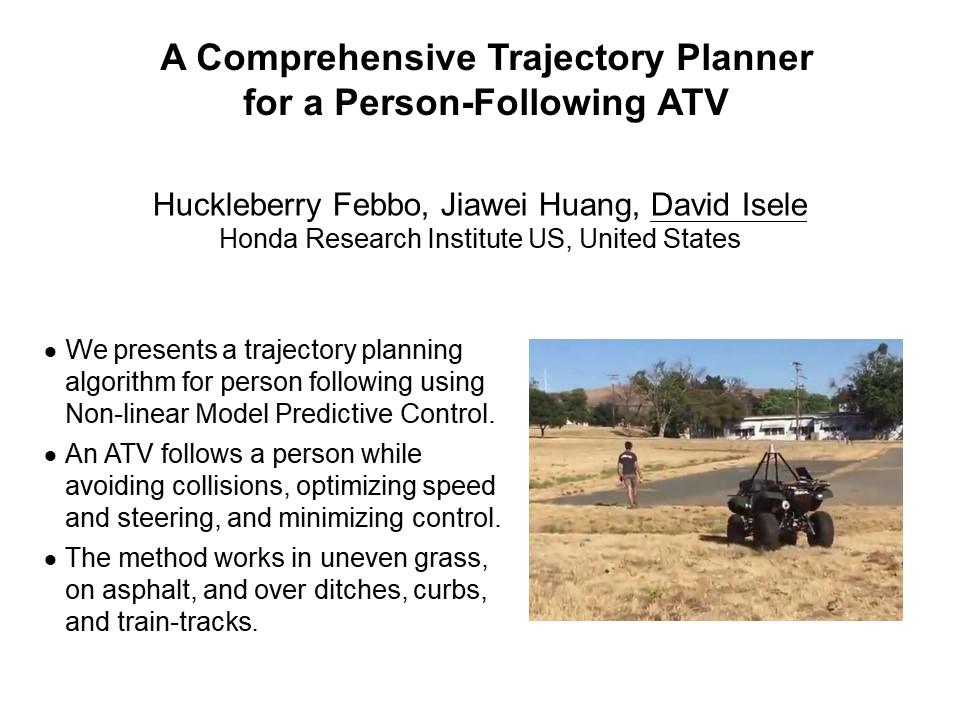 A Comprehensive Trajectory Planner
for a Person-Following ATV
Huckleberry Febbo, Jiawei Huang, David Isele
Honda Research Institute US, United States
● We presents a trajectory planning
algorithm for person following using
Non-linear Model Predictive Control.
● An ATV follows a person while
avoiding collisions, optimizing speed
and steering, and minimizing control.
● The method works in uneven grass,
on asphalt, and over ditches, curbs,
and train-tracks.